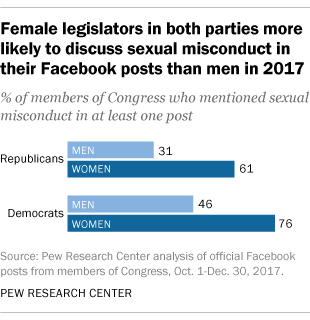 Female legislators in both parties more
likely to discuss sexual misconduct in
their Facebook posts than men in 2017
% of members of Congress who mentioned sexual
misconduct in at least one post
Republicans
MEN 31
WOMEN 61
Democrats
MEN 46
WOMEN 76
Source: Pew Research Center analysis of official Facebook
posts from members of Congress, Oct. 1-Dec. 30, 2017.
PEW RESEARCH CENTER